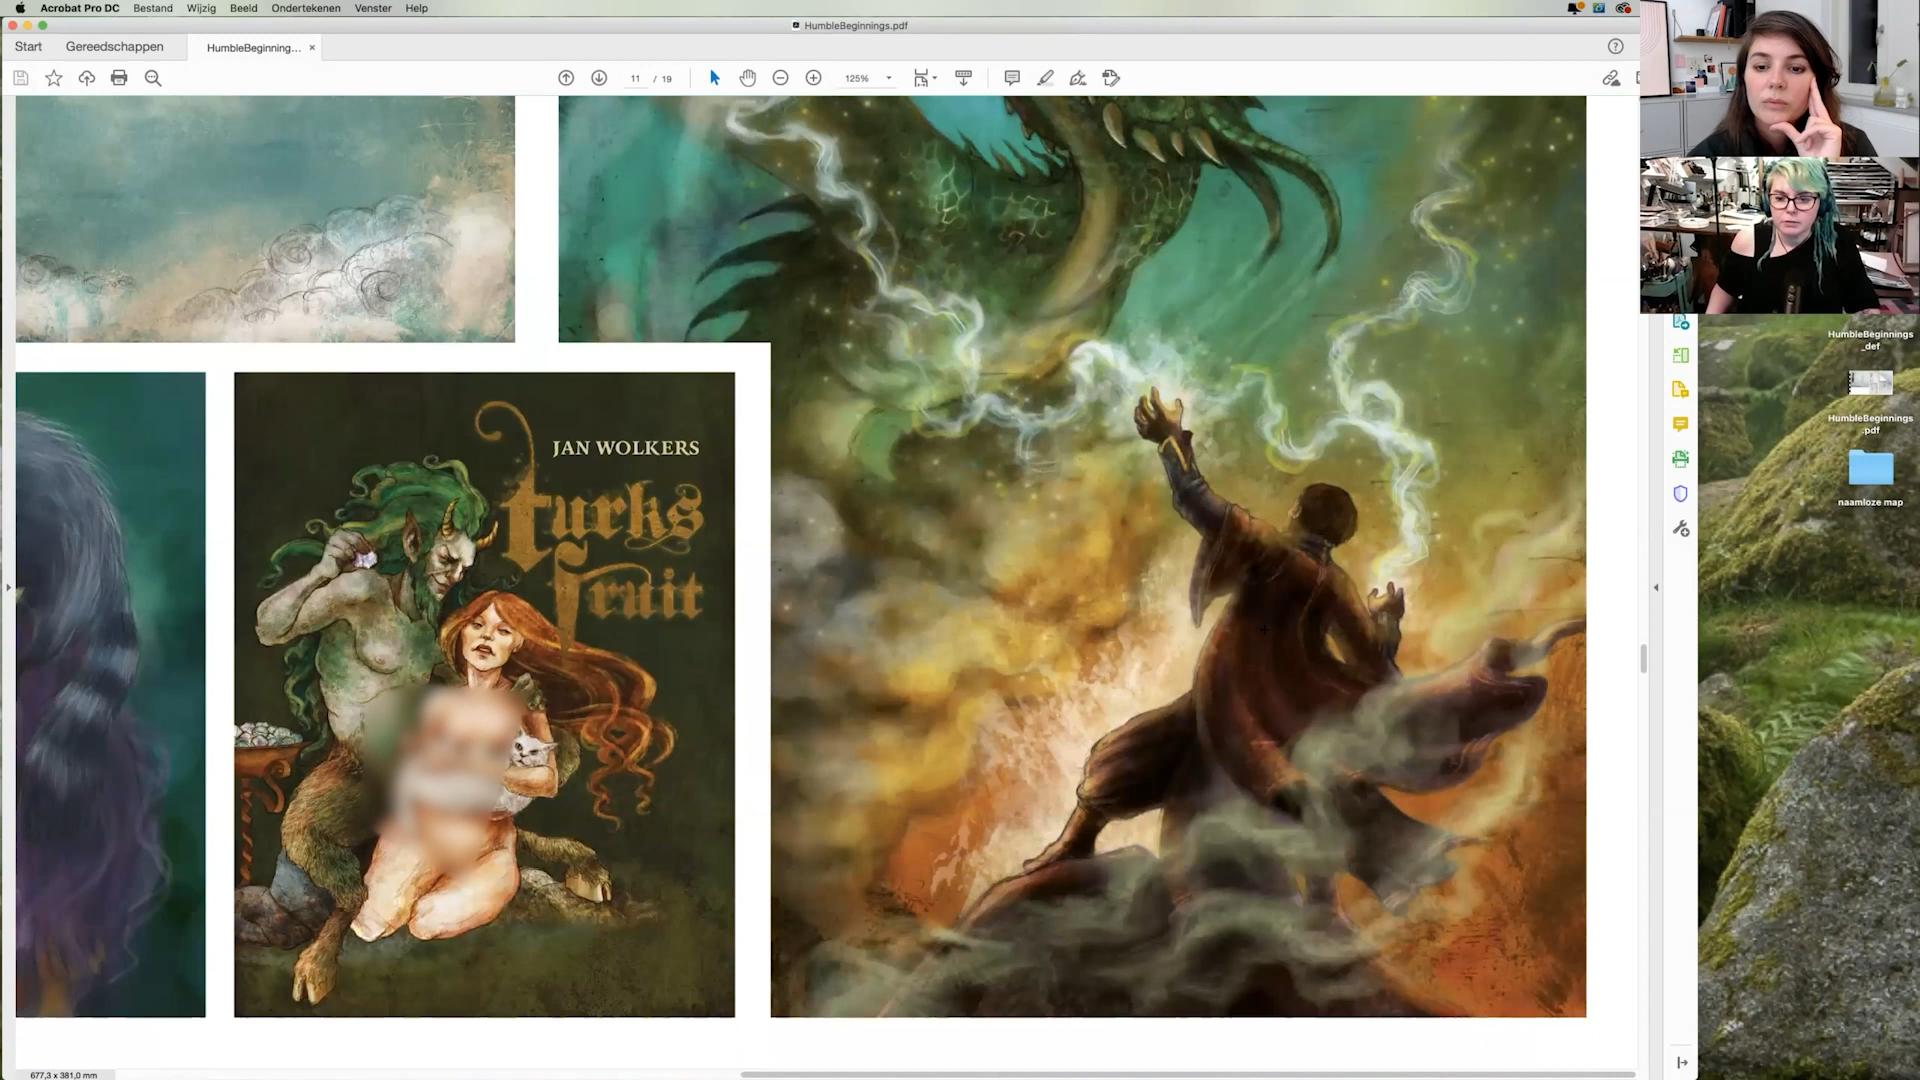 Acrobat Pro DC Bestand Wijzig Beeld Ondertekenen Venster Help
HumbleBeginnings.pdf
Start Gereedschappen HumbleBeginning... ×
11 / 19 125%
JAN WOLKERS
turks
fruit
HumbleBeginnings
_def
HumbleBeginnings
.pdf
naamloze map
677,3 x 381,0 mm